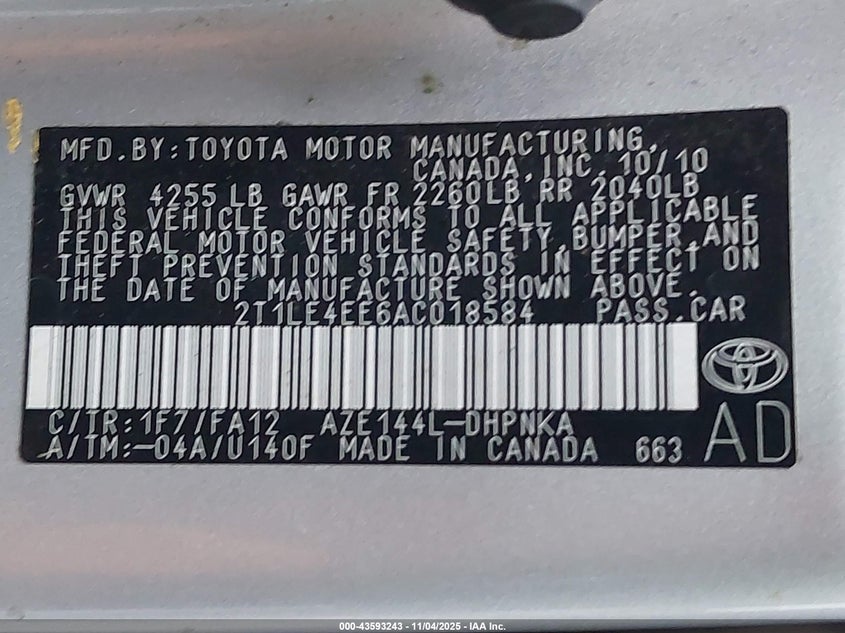 MFD.BY:TOYOTA MOTOR MANUFACTURING,
CANADA,INC. 10/10
GVWR 4255 LB GAWR FR 2260LB RR 2040LB
THIS VEHICLE CONFORMS TO ALL APPLICABLE
FEDERAL MOTOR VEHICLE SAFETY,BUMPER,AND
THEFT PREVENTION STANDARDS IN EFFECT ON
THE DATE OF MANUFACTURE SHOWN ABOVE.
2T1LE4EE6AC018584 PASS.CAR
C/TR:1F7/FA12 AZE144L-DHPNKA
A/TM:-04A/U140F MADE IN CANADA 663
AD
000-43593243 - 11/04/2025 - IAA Inc.